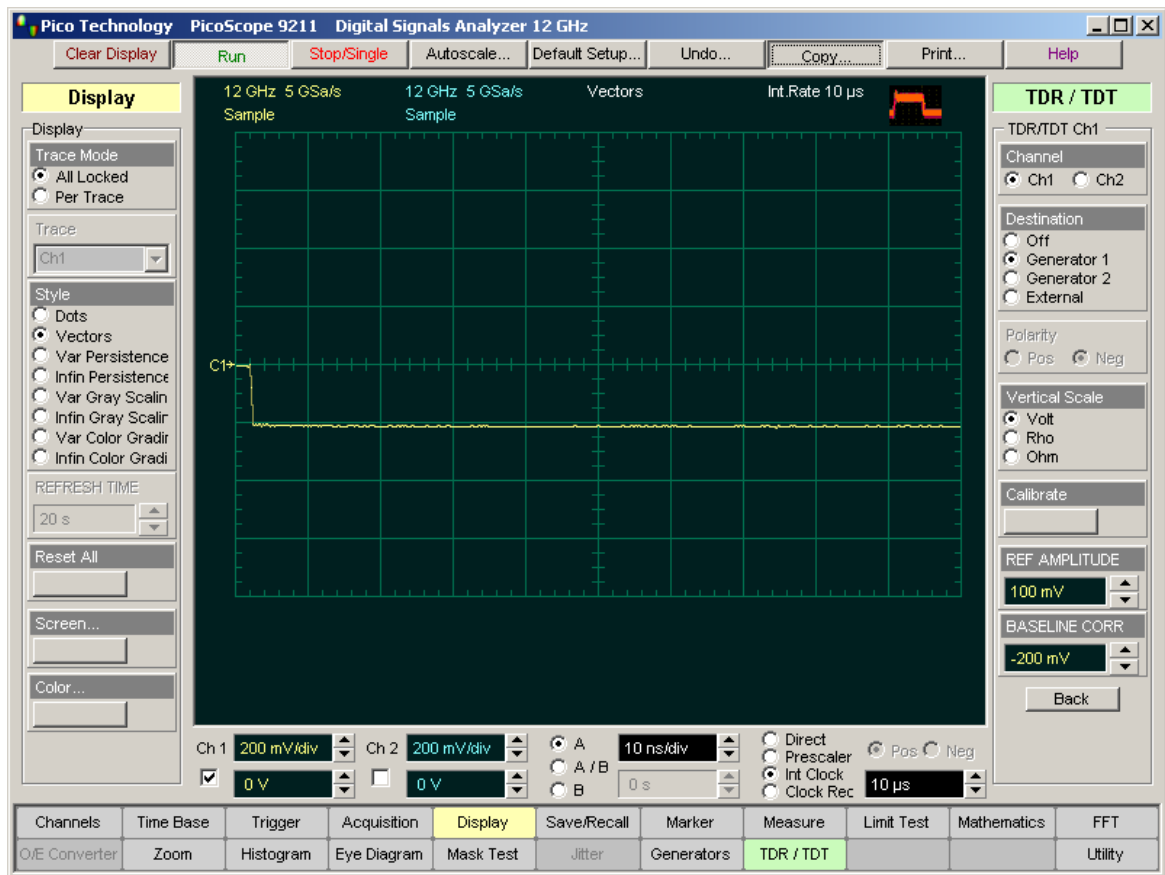 Pico Technology PicoScope 9211 Digital Signals Analyzer 12 GHz
Clear Display Run Stop/Single Autoscale... Default Setup... Undo... Copy... Print... Help
Display
Display
Trace Mode
All Locked
Per Trace
Trace
Ch1
Style
Dots
Vectors
Var Persistence
Infin Persistence
Var Gray Scalin
Infin Gray Scalir
Var Color Gradir
Infin Color Gradi
REFRESH TIME
20 s
Reset All
Screen...
Color...
12 GHz 5 GSa/s 12 GHz 5 GSa/s Vectors Int.Rate 10 µs
Sample Sample
C1
TDR / TDT
TDR/TDT Ch1
Channel
Ch1 Ch2
Destination
Off
Generator 1
Generator 2
External
Polarity
Pos Neg
Vertical Scale
Volt
Rho
Ohm
Calibrate
REF AMPLITUDE
100 mV
BASELINE CORR
-200 mV
Back
Ch 1 200 mV/div Ch 2 200 mV/div A 10 ns/div Direct
A / B Prescaler Pos Neg
0 V 0 V B 0 s Int Clock
Clock Rec 10 µs
Channels Time Base Trigger Acquisition Display Save/Recall Marker Measure Limit Test Mathematics FFT
O/E Converter Zoom Histogram Eye Diagram Mask Test Jitter Generators TDR / TDT Utility